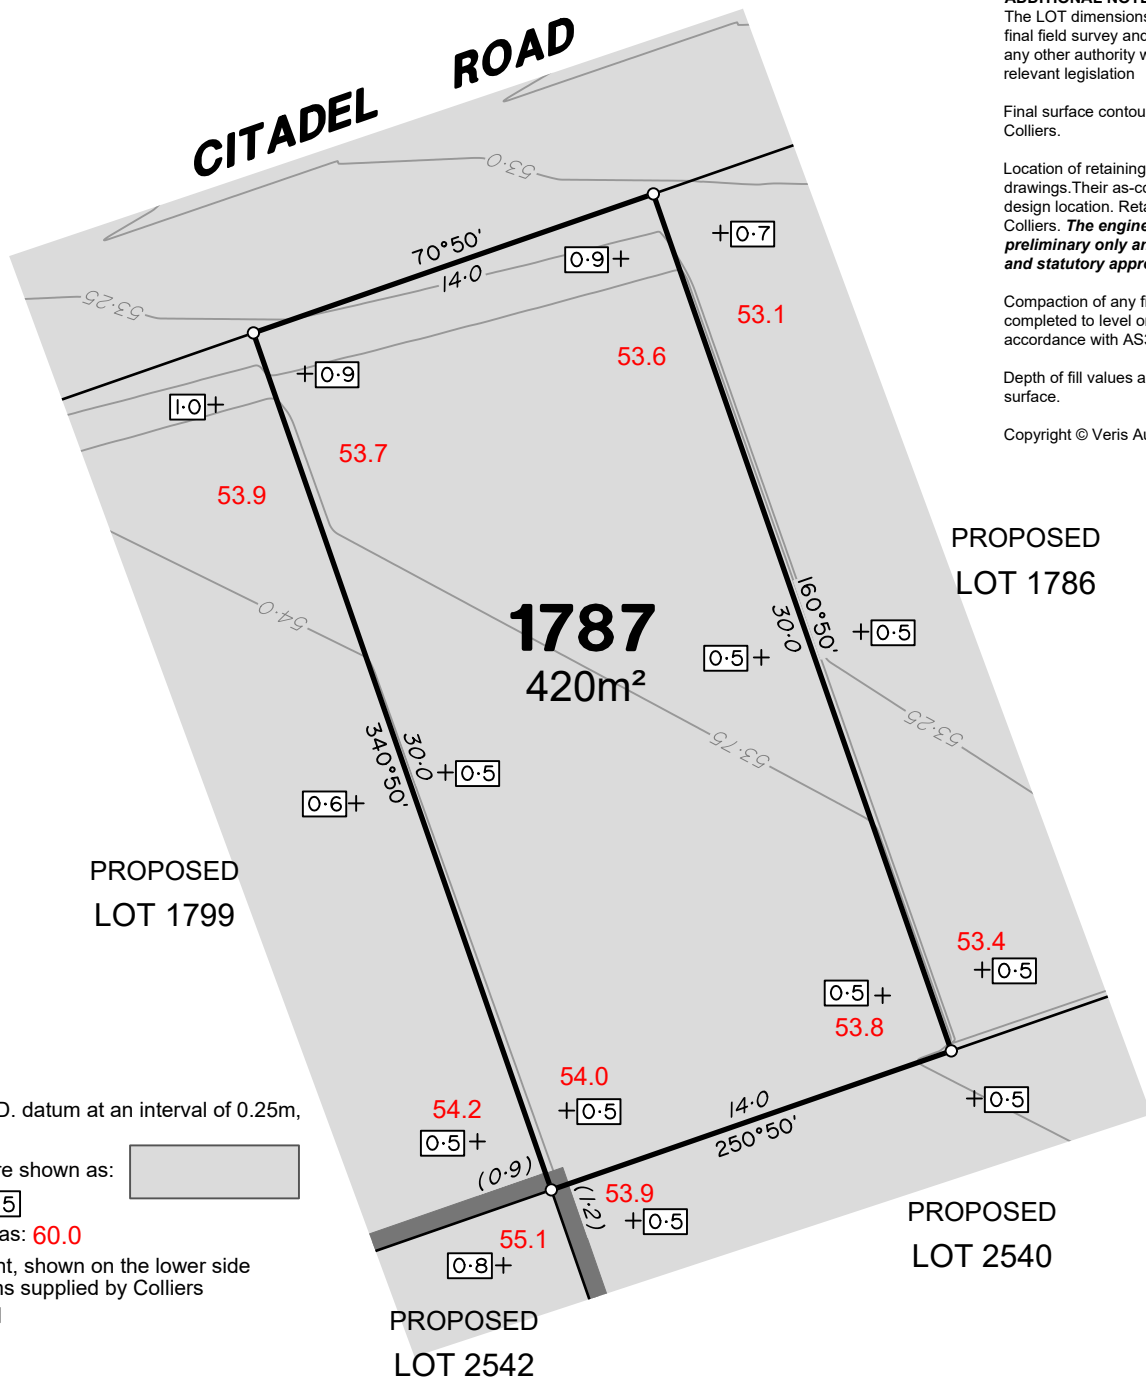 ADDITIONAL NOTE
The LOT dimensions
final field survey and
any other authority w
relevant legislation
Final surface contou
Colliers.
Location of retaining
drawings.Their as-co
design location. Reta
Colliers. The engine
preliminary only an
and statutory appro
Compaction of any fi
completed to level o
accordance with AS3
Depth of fill values a
surface.
Copyright © Veris Au
CITADEL ROAD
53·0
53·25
70°50'
14·0
0·9
0·7
53.1
53.6
0·9
1·0
53.7
53.9
54·0
PROPOSED
LOT 1786
1787
420m²
160°50'
30·0
0·5
0·5
53·25
53·75
340°50'
30·0
0·5
0·6
PROPOSED
LOT 1799
53.4
0·5
0·5
53.8
54.0
0·5
54.2
0·5
14·0
250°50'
0·5
(0·9)
(1·2)
53.9
0·5
55.1
0·8
PROPOSED
LOT 2540
PROPOSED
LOT 2542
D. datum at an interval of 0.25m,
re shown as:
5
as: 60.0
nt, shown on the lower side
ns supplied by Colliers